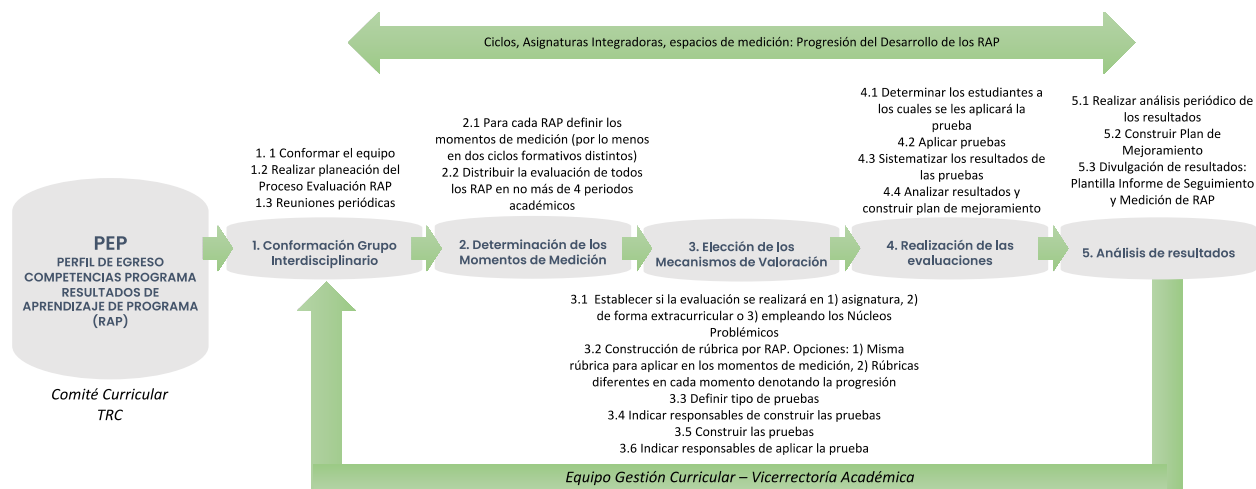 Ciclos, Asignaturas Integradoras, espacios de medición: Progresión del Desarrollo de los RAP
PEP
PERFIL DE EGRESO
COMPETENCIAS PROGRAMA
RESULTADOS DE
APRENDIZAJE DE PROGRAMA
(RAP)
Comité Curricular
TRC
1. 1 Conformar el equipo
1.2 Realizar planeación del
Proceso Evaluación RAP
1.3 Reuniones periódicas
1. Conformación Grupo
Interdisciplinario
2.1 Para cada RAP definir los
momentos de medición (por lo menos
en dos ciclos formativos distintos)
2.2 Distribuir la evaluación de todos
los RAP en no más de 4 periodos
académicos
2. Determinación de los
Momentos de Medición
3. Elección de los
Mecanismos de Valoración
3.1 Establecer si la evaluación se realizará en 1) asignatura, 2)
de forma extracurricular o 3) empleando los Núcleos
Problémicos
3.2 Construcción de rúbrica por RAP. Opciones: 1) Misma
rúbrica para aplicar en los momentos de medición, 2) Rúbricas
diferentes en cada momento denotando la progresión
3.3 Definir tipo de pruebas
3.4 Indicar responsables de construir las pruebas
3.5 Construir las pruebas
3.6 Indicar responsables de aplicar la prueba
4.1 Determinar los estudiantes a
los cuales se les aplicará la
prueba
4.2 Aplicar pruebas
4.3 Sistematizar los resultados de
las pruebas
4.4 Analizar resultados y
construir plan de mejoramiento
4. Realización de las
evaluaciones
5.1 Realizar análisis periódico de
los resultados
5.2 Construir Plan de
Mejoramiento
5.3 Divulgación de resultados:
Plantilla Informe de Seguimiento
y Medición de RAP
5. Análisis de resultados
Equipo Gestión Curricular – Vicerrectoría Académica